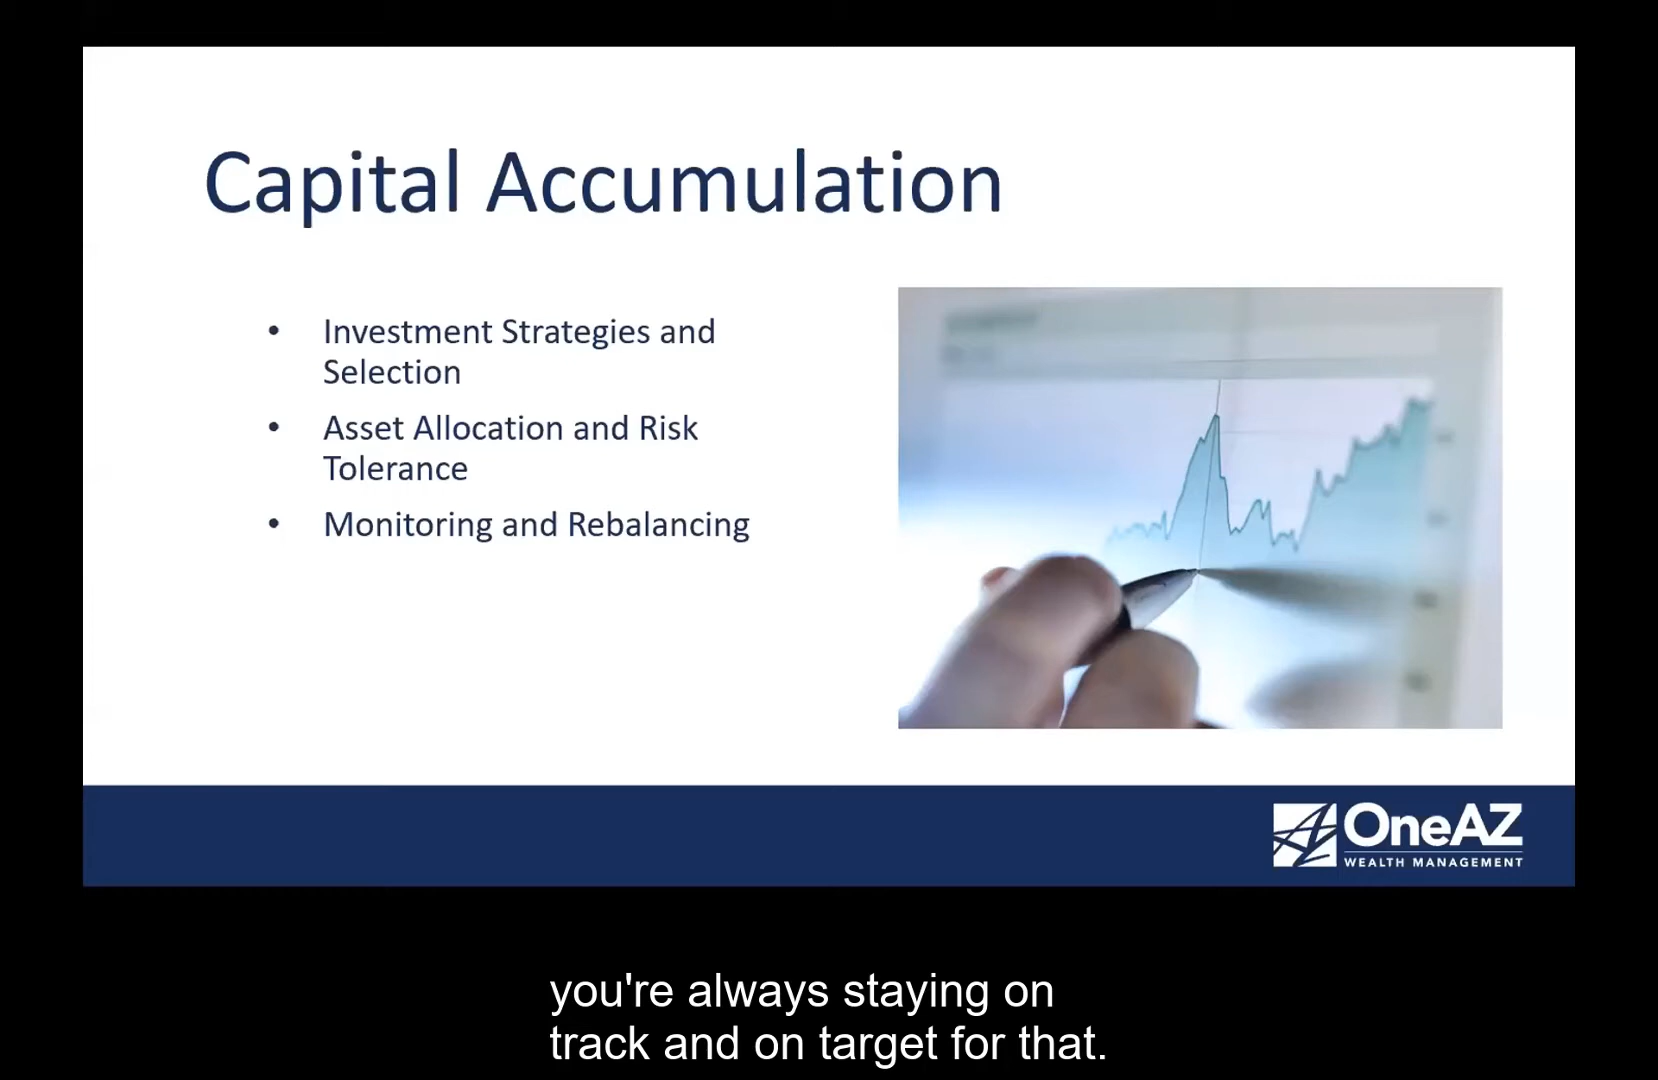 Capital Accumulation
• Investment Strategies and
Selection
• Asset Allocation and Risk
Tolerance
• Monitoring and Rebalancing
OneAZ
WEALTH MANAGEMENT
you're always staying on
track and on target for that.